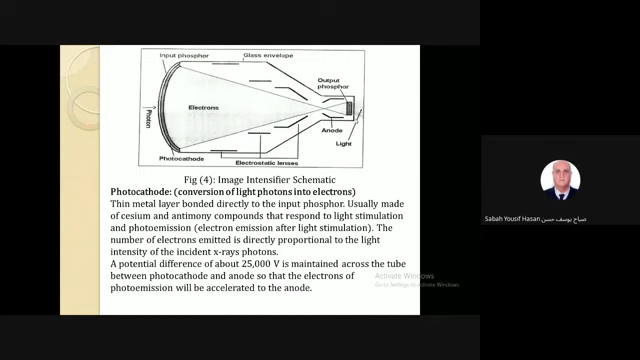 Input phosphor
Glass envelope
Output
phosphor
Electrons
Photon
Anode
Light
Photocathode
Electrostatic lenses
Fig (4): Image Intensifier Schematic
Photocathode: (conversion of light photons into electrons)
Thin metal layer bonded directly to the input phosphor. Usually made
of cesium and antimony compounds that respond to light stimulation
and photoemission (electron emission after light stimulation). The
number of electrons emitted is directly proportional to the light
intensity of the incident x-rays photons.
A potential difference of about 25,000 V is maintained across the tube
between photocathode and anode so that the electrons of
photoemission will be accelerated to the anode.
Activate Windows
Go to Settings to Activate Windows.
Sabah Yousif Hasan صباح يوسف حسن